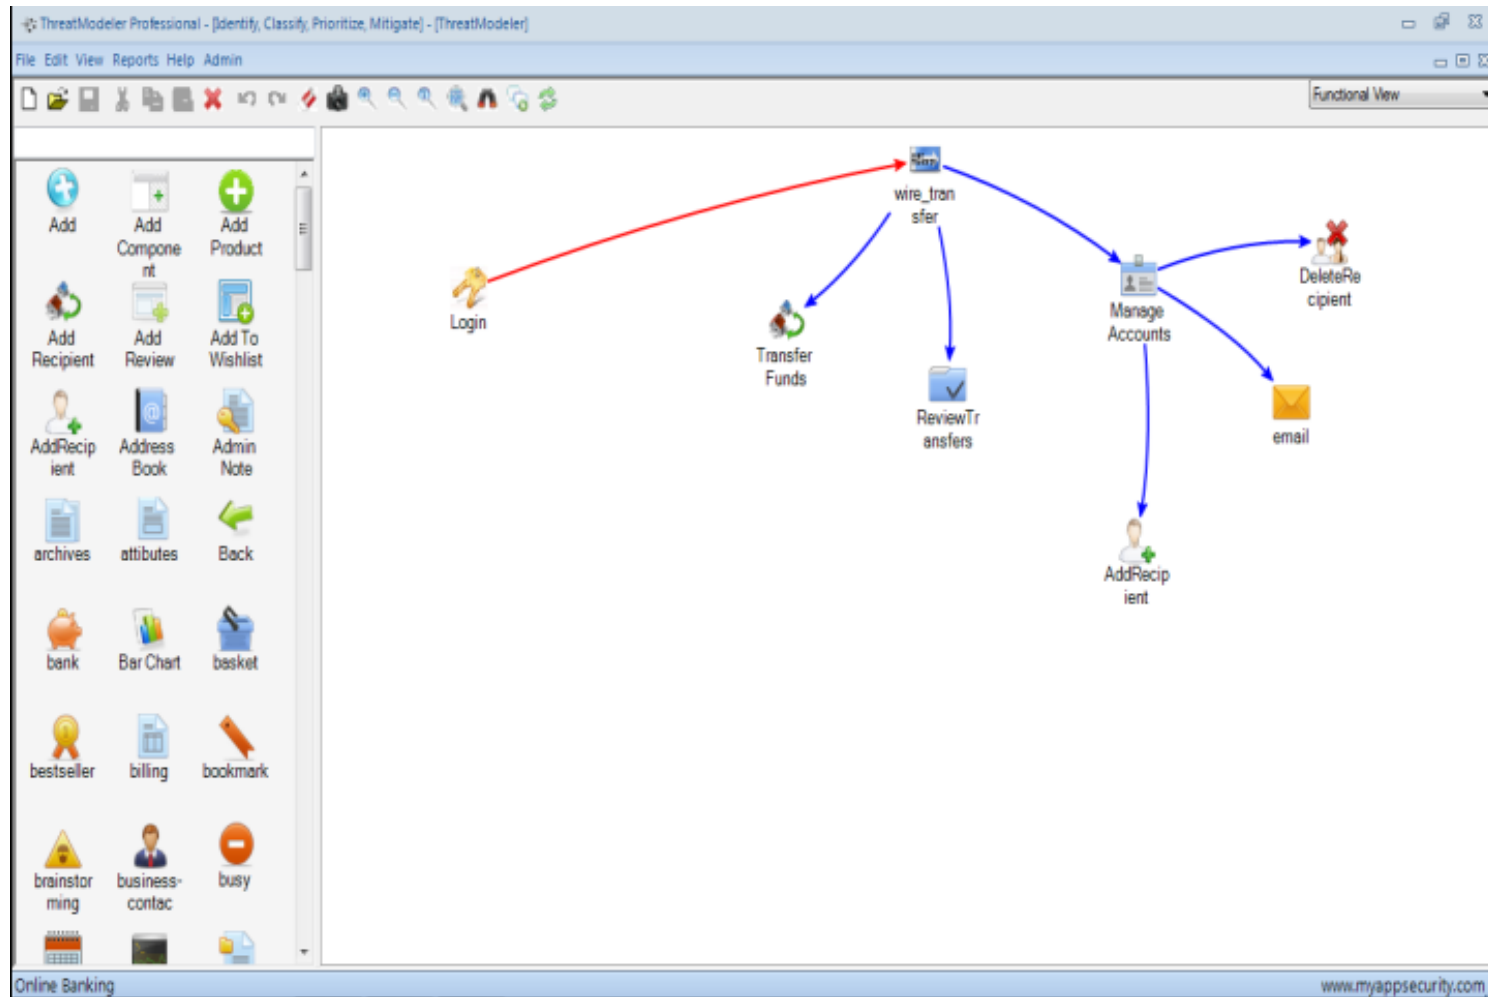 ThreatModeler Professional - [Identify, Classify, Prioritize, Mitigate] - [ThreatModeler]
File Edit View Reports Help Admin
Functional View
Add
Add
Compone
nt
Add
Product
Add
Recipient
Add
Review
Add To
Wishlist
AddRecip
ient
Address
Book
Admin
Note
archives
attibutes
Back
bank
Bar Chart
basket
bestseller
billing
bookmark
brainstor
ming
business-
contac
busy
wire_tran
sfer
Login
Transfer
Funds
ReviewTr
ansfers
Manage
Accounts
DeleteRe
cipient
email
AddRecip
ient
Online Banking
www.myappsecurity.com